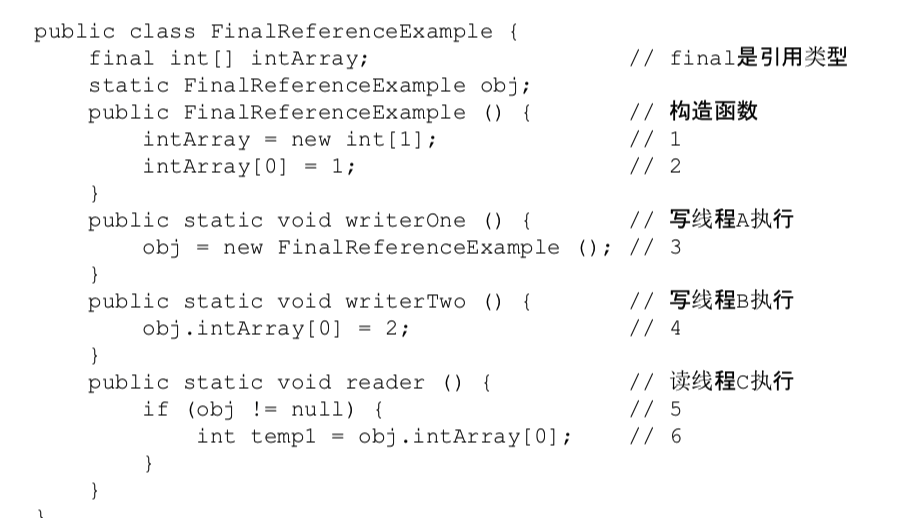 public class FinalReferenceExample {
final int[] intArray; // final是引用类型
static FinalReferenceExample obj;
public FinalReferenceExample () { // 构造函数
intArray = new int[1]; // 1
intArray[0] = 1; // 2
}
public static void writerOne () { // 写线程A执行
obj = new FinalReferenceExample (); // 3
}
public static void writerTwo () { // 写线程B执行
obj.intArray[0] = 2; // 4
}
public static void reader () { // 读线程C执行
if (obj != null) { // 5
int temp1 = obj.intArray[0]; // 6
}
}
}